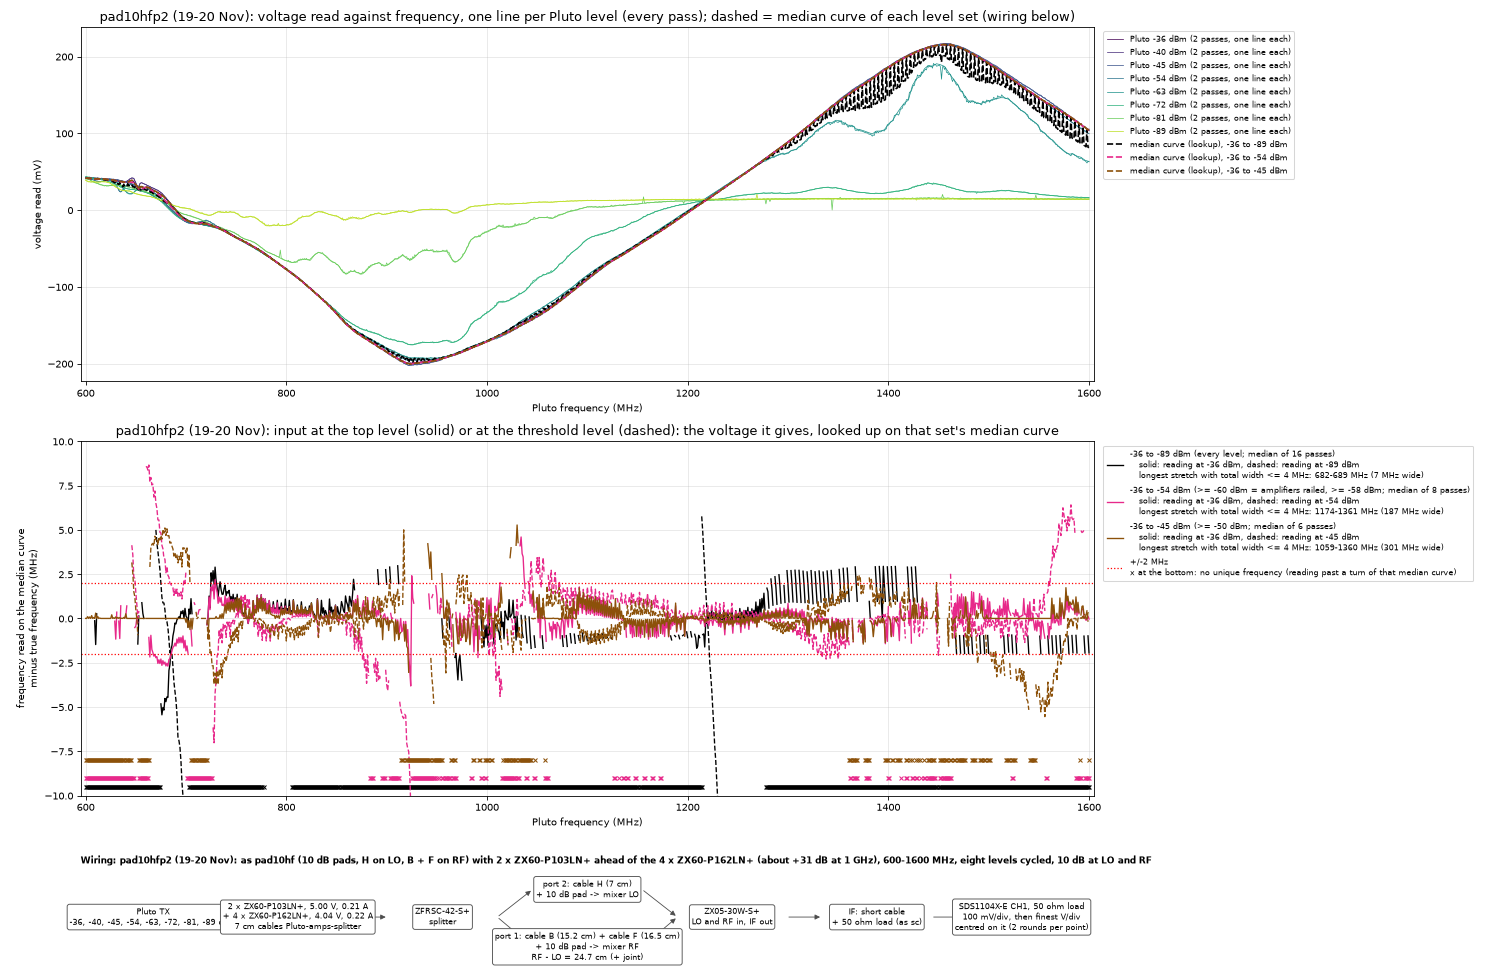 pad10hfp2 (19-20 Nov): voltage read against frequency, one line per Pluto level (every pass); dashed = median curve of each level set (wiring below)
voltage read (mV)
200
100
0
−100
−200
600
800
1000
1200
1400
1600
Pluto frequency (MHz)
Pluto -36 dBm (2 passes, one line each)
Pluto -40 dBm (2 passes, one line each)
Pluto -45 dBm (2 passes, one line each)
Pluto -54 dBm (2 passes, one line each)
Pluto -63 dBm (2 passes, one line each)
Pluto -72 dBm (2 passes, one line each)
Pluto -81 dBm (2 passes, one line each)
Pluto -89 dBm (2 passes, one line each)
median curve (lookup), -36 to -89 dBm
median curve (lookup), -36 to -54 dBm
median curve (lookup), -36 to -45 dBm
pad10hfp2 (19-20 Nov): input at the top level (solid) or at the threshold level (dashed): the voltage it gives, looked up on that set's median curve
frequency read on the median curve
minus true frequency (MHz)
10.0
7.5
5.0
2.5
0.0
−2.5
−5.0
−7.5
−10.0
600
800
1000
1200
1400
1600
Pluto frequency (MHz)
-36 to -89 dBm (every level; median of 16 passes)
solid: reading at -36 dBm, dashed: reading at -89 dBm
longest stretch with total width <= 4 MHz: 682-689 MHz (7 MHz wide)
-36 to -54 dBm (>= -60 dBm = amplifiers railed, >= -58 dBm; median of 8 passes)
solid: reading at -36 dBm, dashed: reading at -54 dBm
longest stretch with total width <= 4 MHz: 1174-1361 MHz (187 MHz wide)
-36 to -45 dBm (>= -50 dBm; median of 6 passes)
solid: reading at -36 dBm, dashed: reading at -45 dBm
longest stretch with total width <= 4 MHz: 1059-1360 MHz (301 MHz wide)
+/-2 MHz
x at the bottom: no unique frequency (reading past a turn of that median curve)
Wiring: pad10hfp2 (19-20 Nov): as pad10hf (10 dB pads, H on LO, B + F on RF) with 2 x ZX60-P103LN+ ahead of the 4 x ZX60-P162LN+ (about +31 dB at 1 GHz), 600-1600 MHz, eight levels cycled, 10 dB at LO and RF
Pluto TX
-36, -40, -45, -54, -63, -72, -81, -89
2 x ZX60-P103LN+, 5.00 V, 0.21 A
+ 4 x ZX60-P162LN+, 4.04 V, 0.22 A
7 cm cables Pluto-amps-splitter
ZFRSC-42-S+
splitter
port 2: cable H (7 cm)
+ 10 dB pad -> mixer LO
port 1: cable B (15.2 cm) + cable F (16.5 cm)
+ 10 dB pad -> mixer RF
RF - LO = 24.7 cm (+ joint)
ZX05-30W-S+
LO and RF in, IF out
IF: short cable
+ 50 ohm load (as sc)
SDS1104X-E CH1, 50 ohm load
100 mV/div, then finest V/div
centred on it (2 rounds per point)